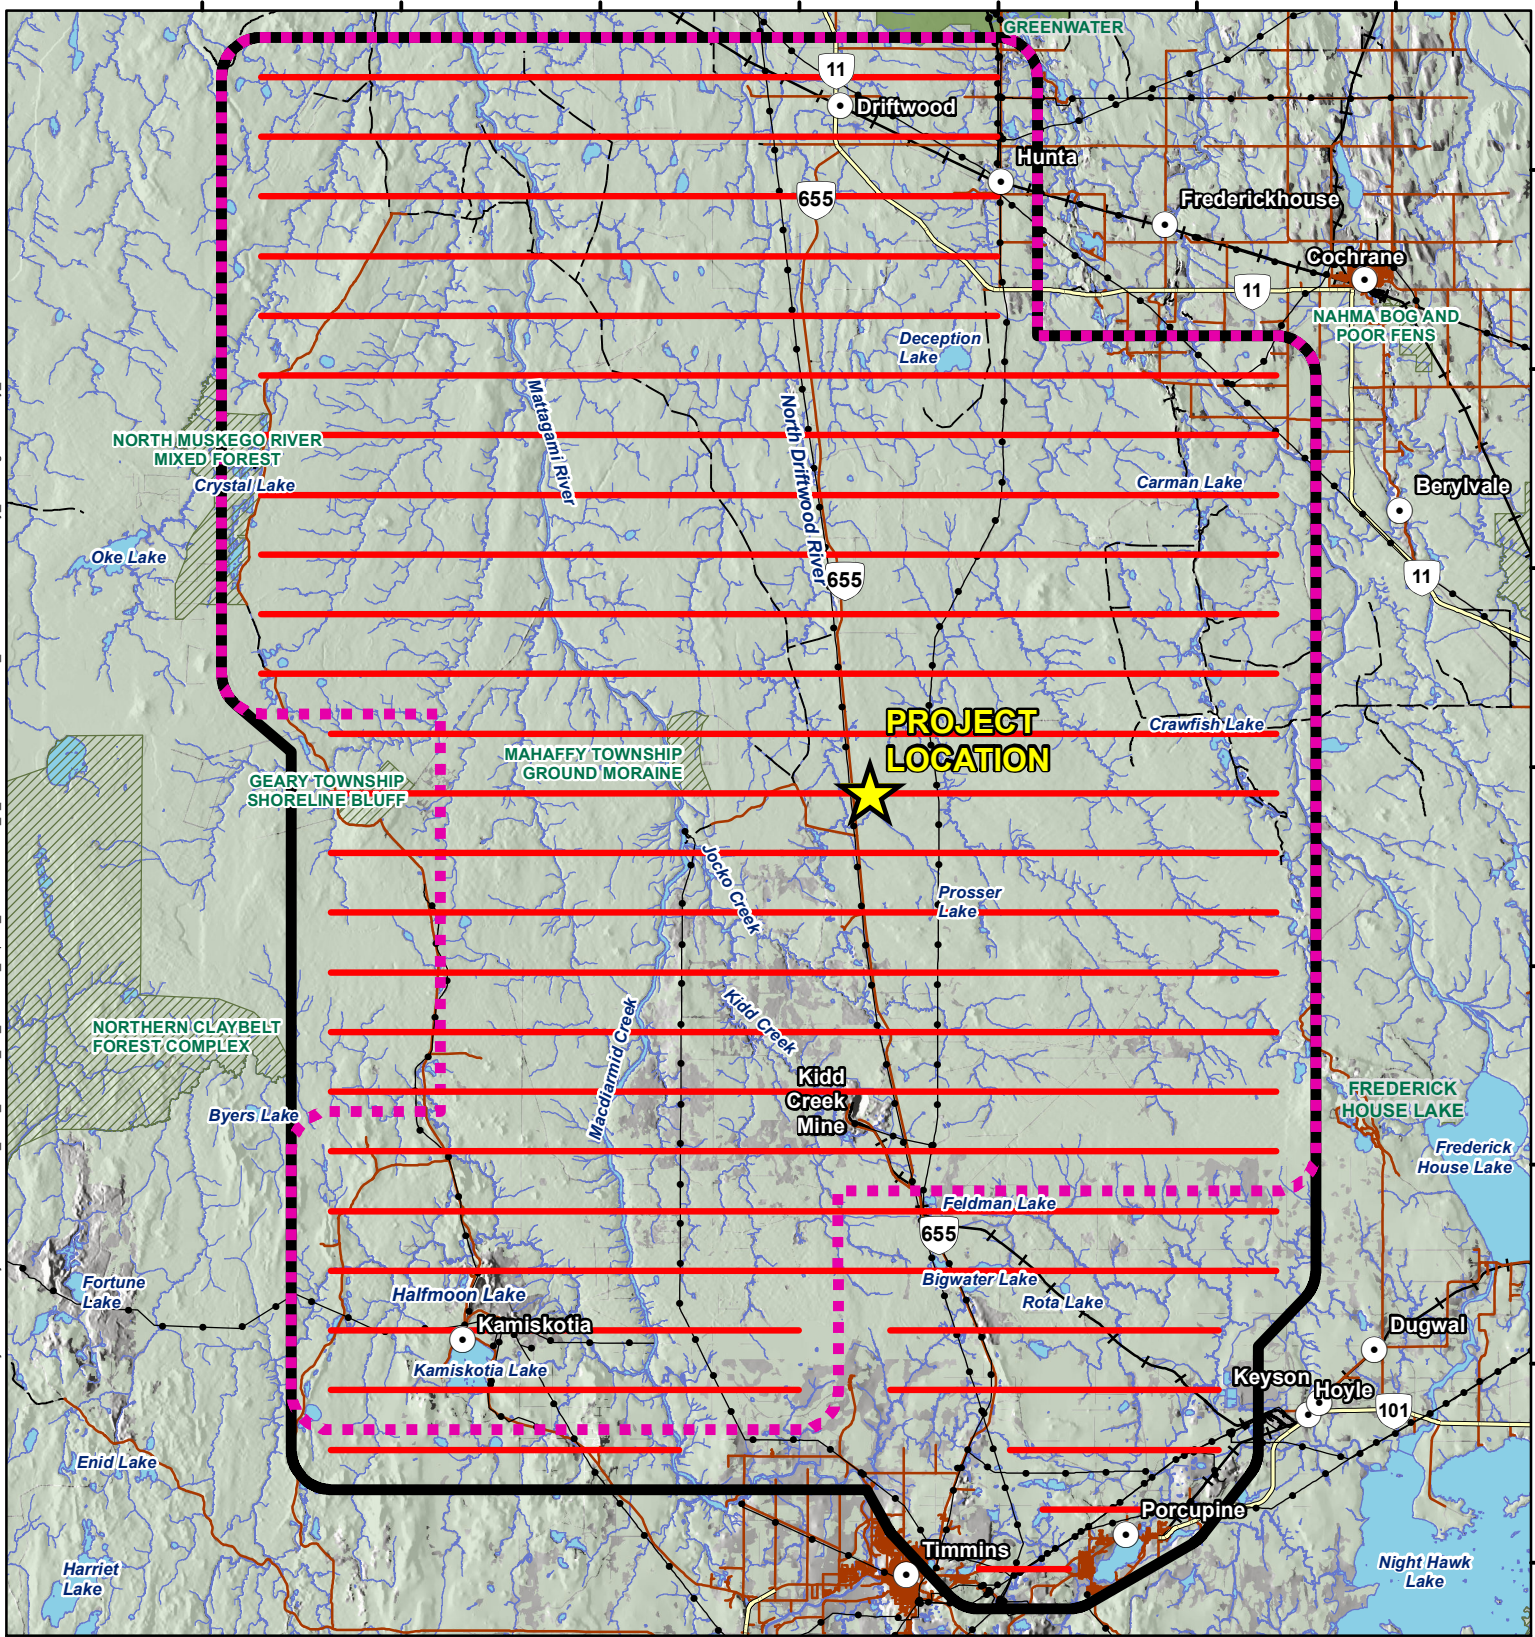 GREENWATER
11
Driftwood
Hunta
655
Frederickhouse
Cochrane
11
NAHMA BOG AND
POOR FENS
Deception
Lake
Mattagami River
North Driftwood River
NORTH MUSKEGO RIVER
MIXED FOREST
Crystal Lake
Carman Lake
Berylvale
Oke Lake
655
11
PROJECT
LOCATION
Crawfish Lake
MAHAFFY TOWNSHIP
GROUND MORAINE
GEARY TOWNSHIP
SHORELINE BLUFF
Jocko Creek
Prosser
Lake
Kidd Creek
Macdiarmid Creek
NORTHERN CLAYBELT
FOREST COMPLEX
Kidd
Creek
Mine
FREDERICK
HOUSE LAKE
Byers Lake
Frederick
House Lake
Feldman Lake
655
Bigwater Lake
Rota Lake
Fortune
Lake
Halfmoon Lake
Kamiskotia
Dugwal
Kamiskotia Lake
Keyson
Hoyle
101
Enid Lake
Porcupine
Timmins
Harriet
Lake
Night Hawk
Lake